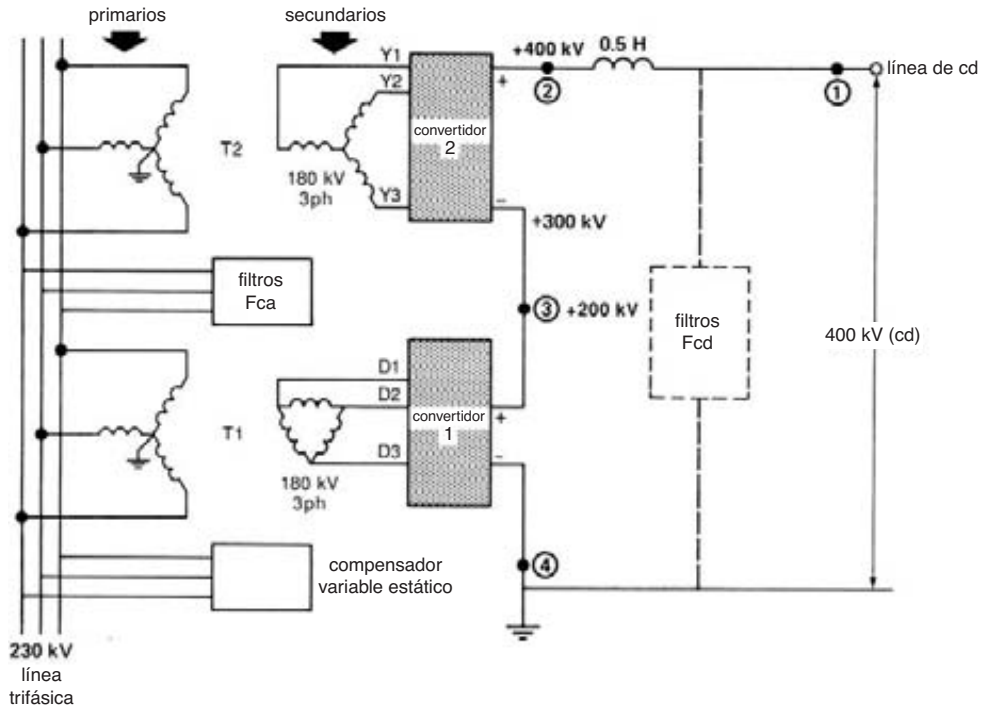 primarios
secundarios
Y1
Y2
Y3
T2
180 kV
3ph
convertidor
2
+
–
+400 kV
0.5 H
2
1
línea de cd
+300 kV
filtros
Fca
3
+200 kV
filtros
Fcd
400 kV (cd)
D1
D2
D3
T1
180 kV
3ph
convertidor
1
+
–
compensador
variable estático
4
230 kV
línea
trifásica